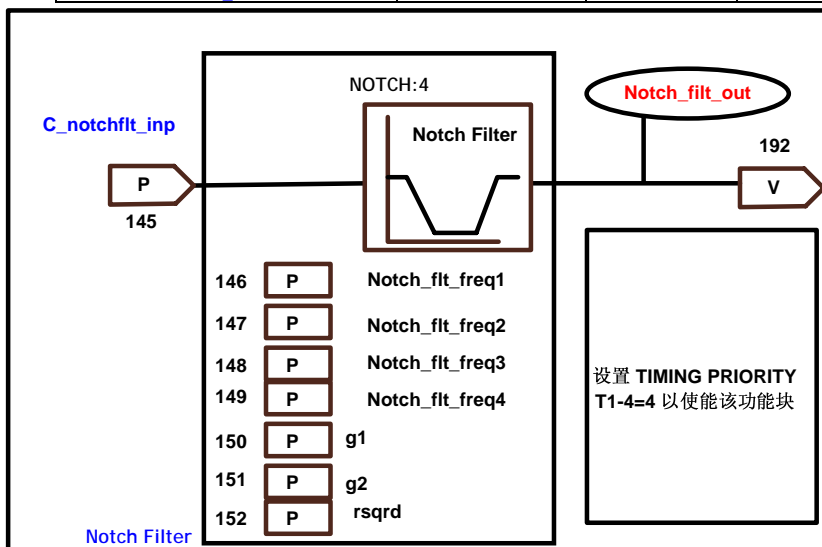 NOTCH:4
Notch_filt_out
C_notchflt_inp
Notch Filter
192
P
V
145
146 P Notch_flt_freq1
147 P Notch_flt_freq2
148 P Notch_flt_freq3
149 P Notch_flt_freq4
150 P g1
151 P g2
152 P rsqrd
设置 TIMING PRIORITY
T1-4=4 以使能该功能块
Notch Filter